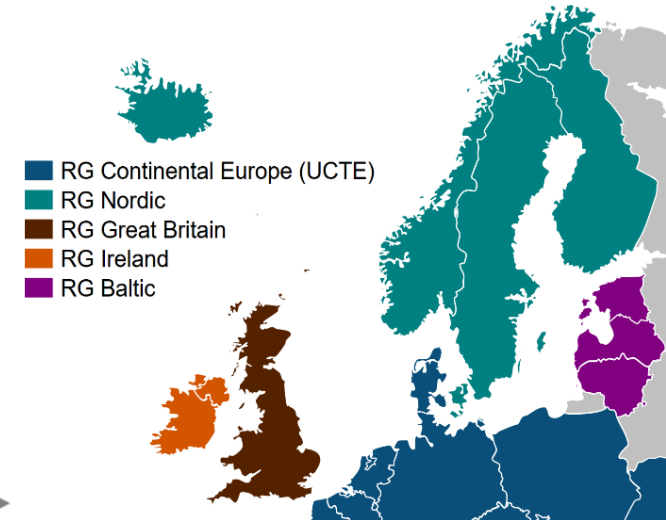 RG Continental Europe (UCTE)
RG Nordic
RG Great Britain
RG Ireland
RG Baltic